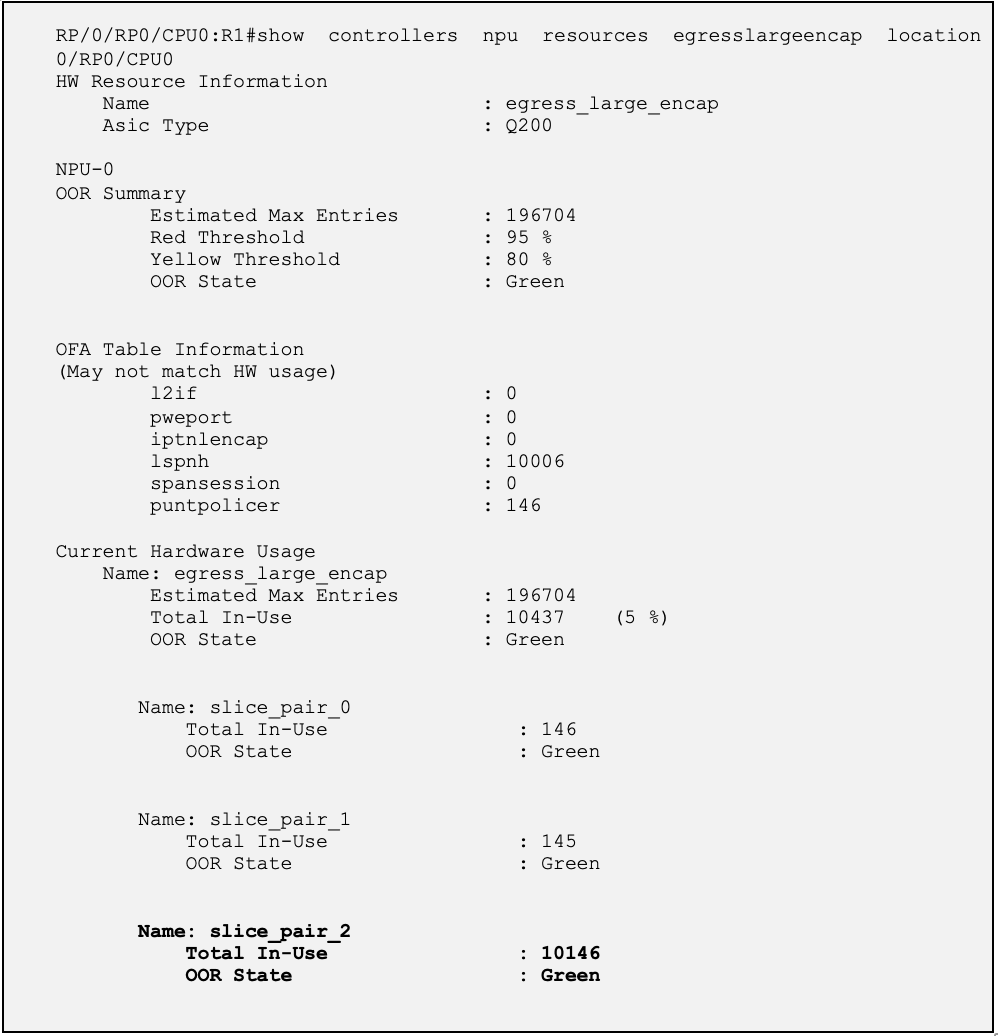 RP/0/RP0/CPU0:R1#show controllers npu resources egresslargeencap location
0/RP0/CPU0
HW Resource Information
Name : egress_large_encap
Asic Type : Q200
NPU-0
OOR Summary
Estimated Max Entries : 196704
Red Threshold : 95 %
Yellow Threshold : 80 %
OOR State : Green
OFA Table Information
(May not match HW usage)
l2if : 0
pweport : 0
iptnlencap : 0
lspnh : 10006
spansession : 0
puntpolicer : 146
Current Hardware Usage
Name: egress_large_encap
Estimated Max Entries : 196704
Total In-Use : 10437 (5 %)
OOR State : Green
Name: slice_pair_0
Total In-Use : 146
OOR State : Green
Name: slice_pair_1
Total In-Use : 145
OOR State : Green
Name: slice_pair_2
Total In-Use : 10146
OOR State : Green